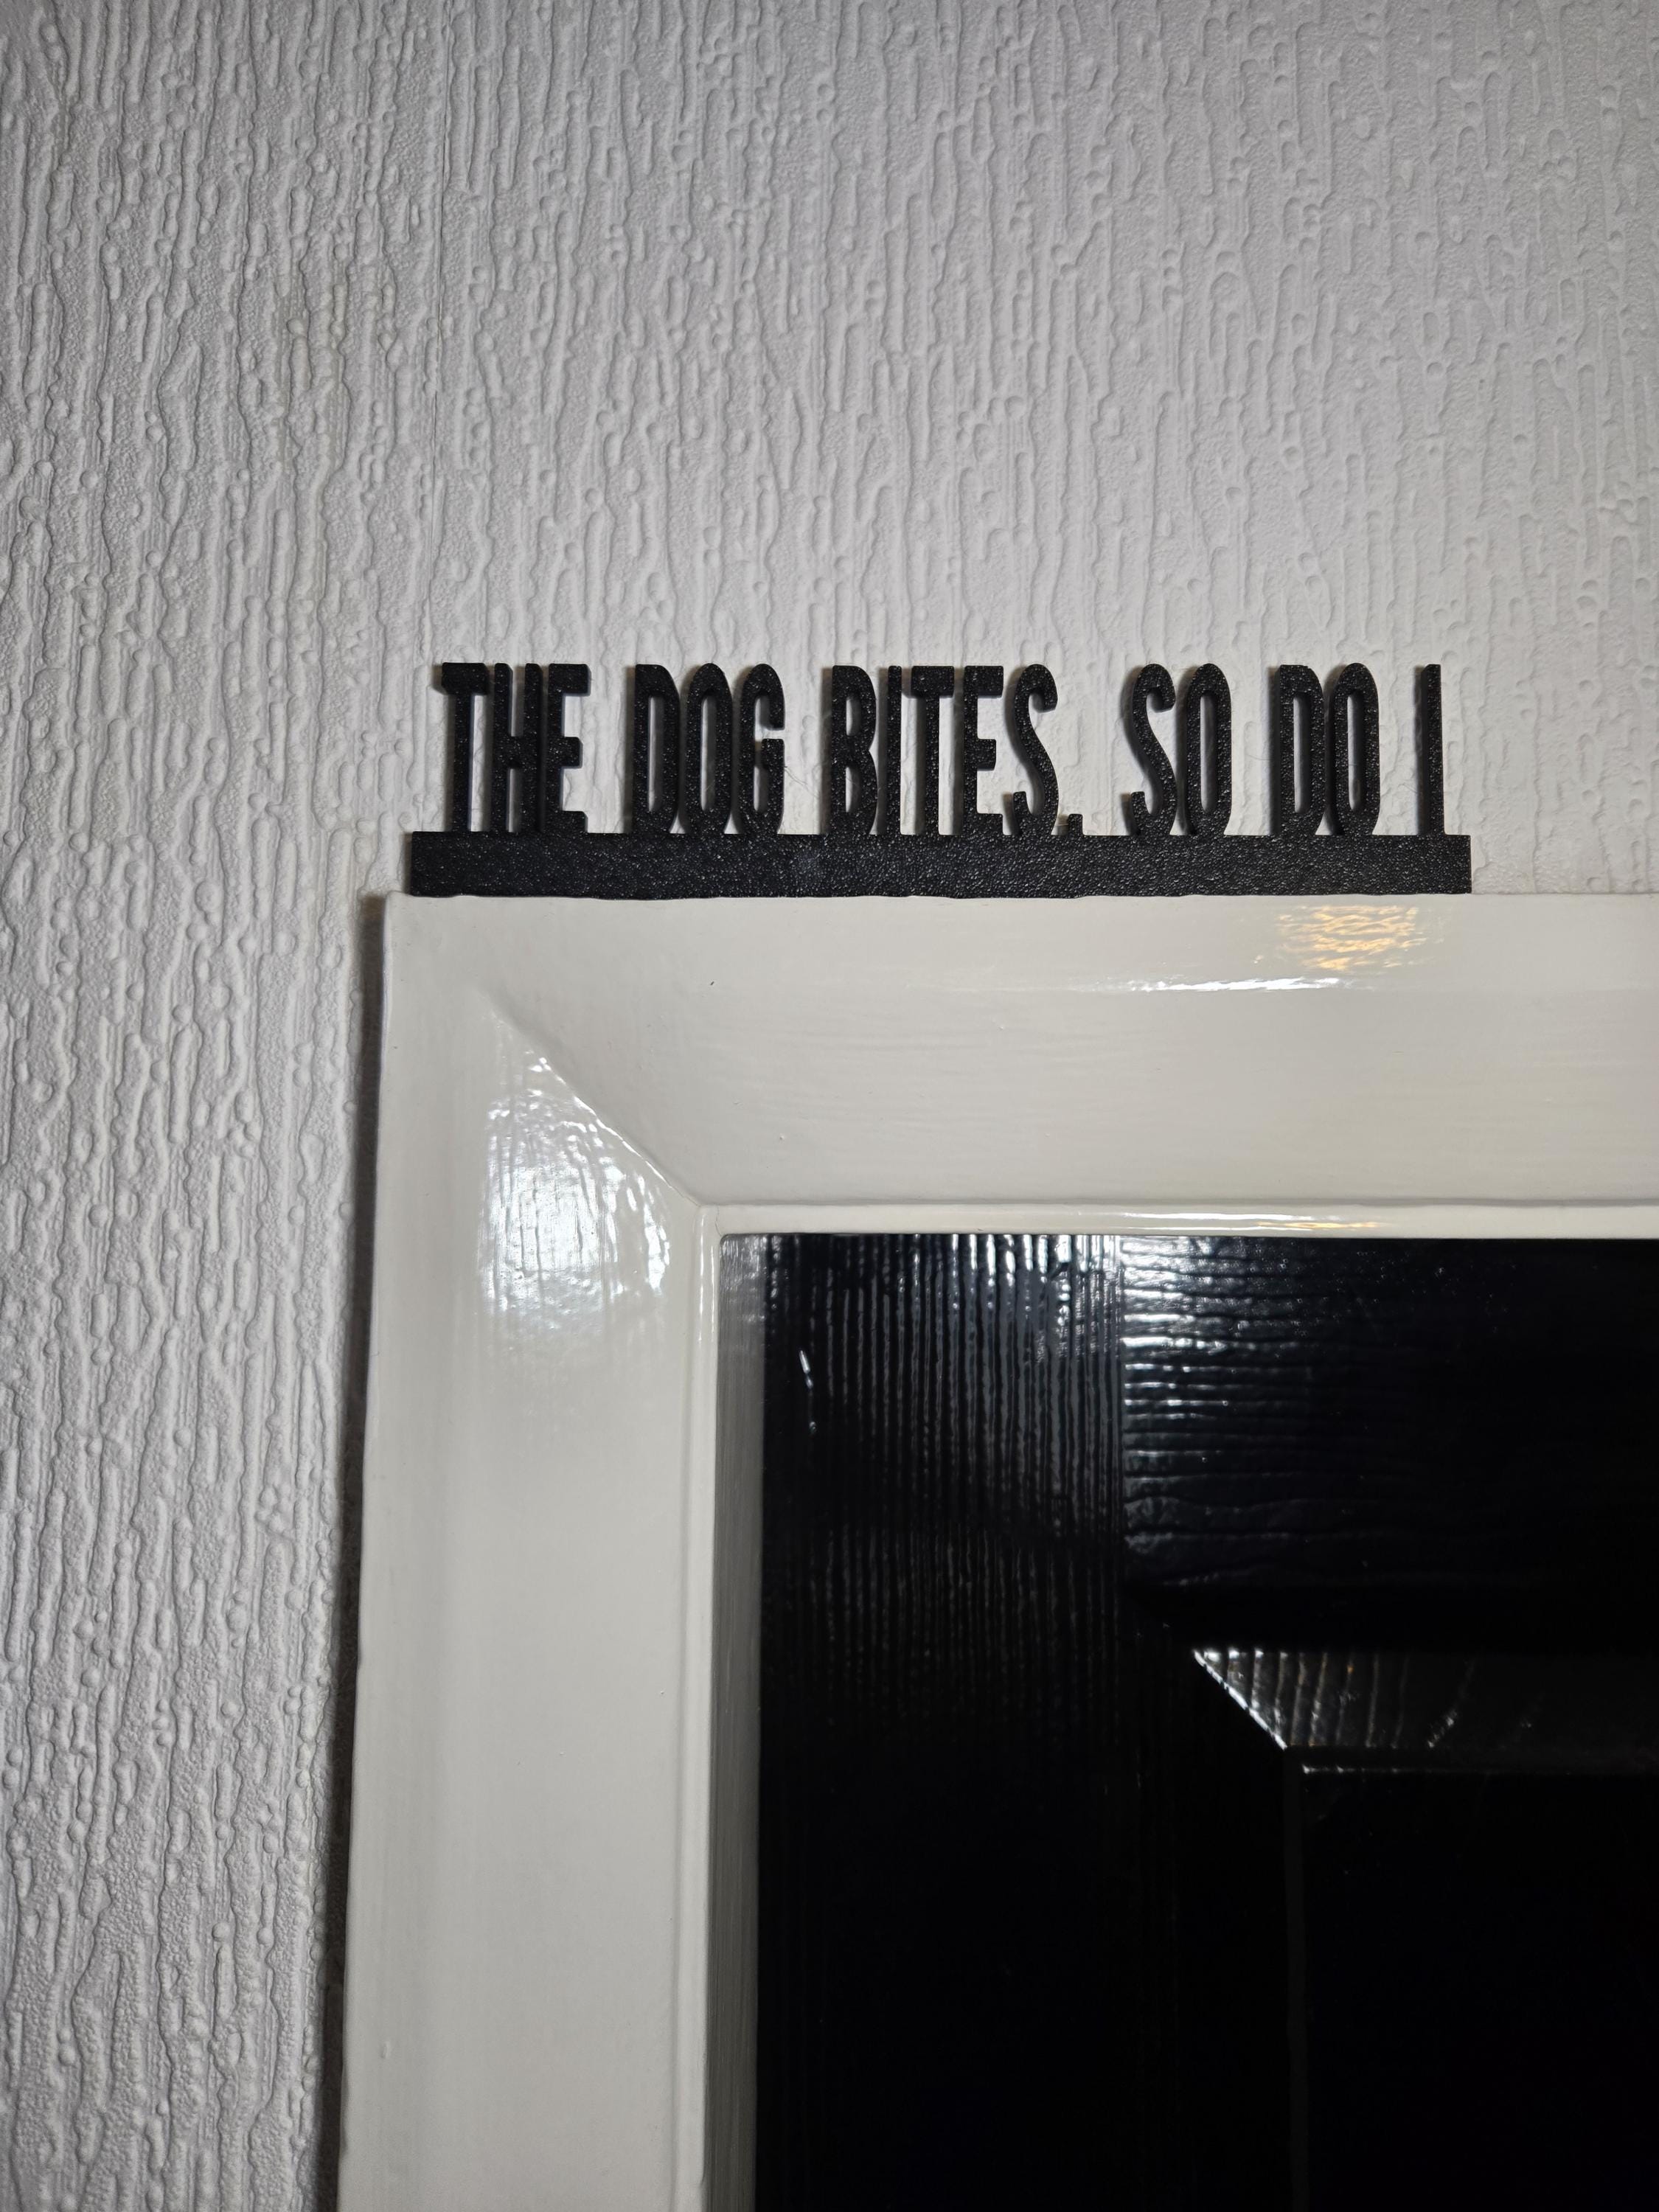 THE DOG BITES. SO DO I